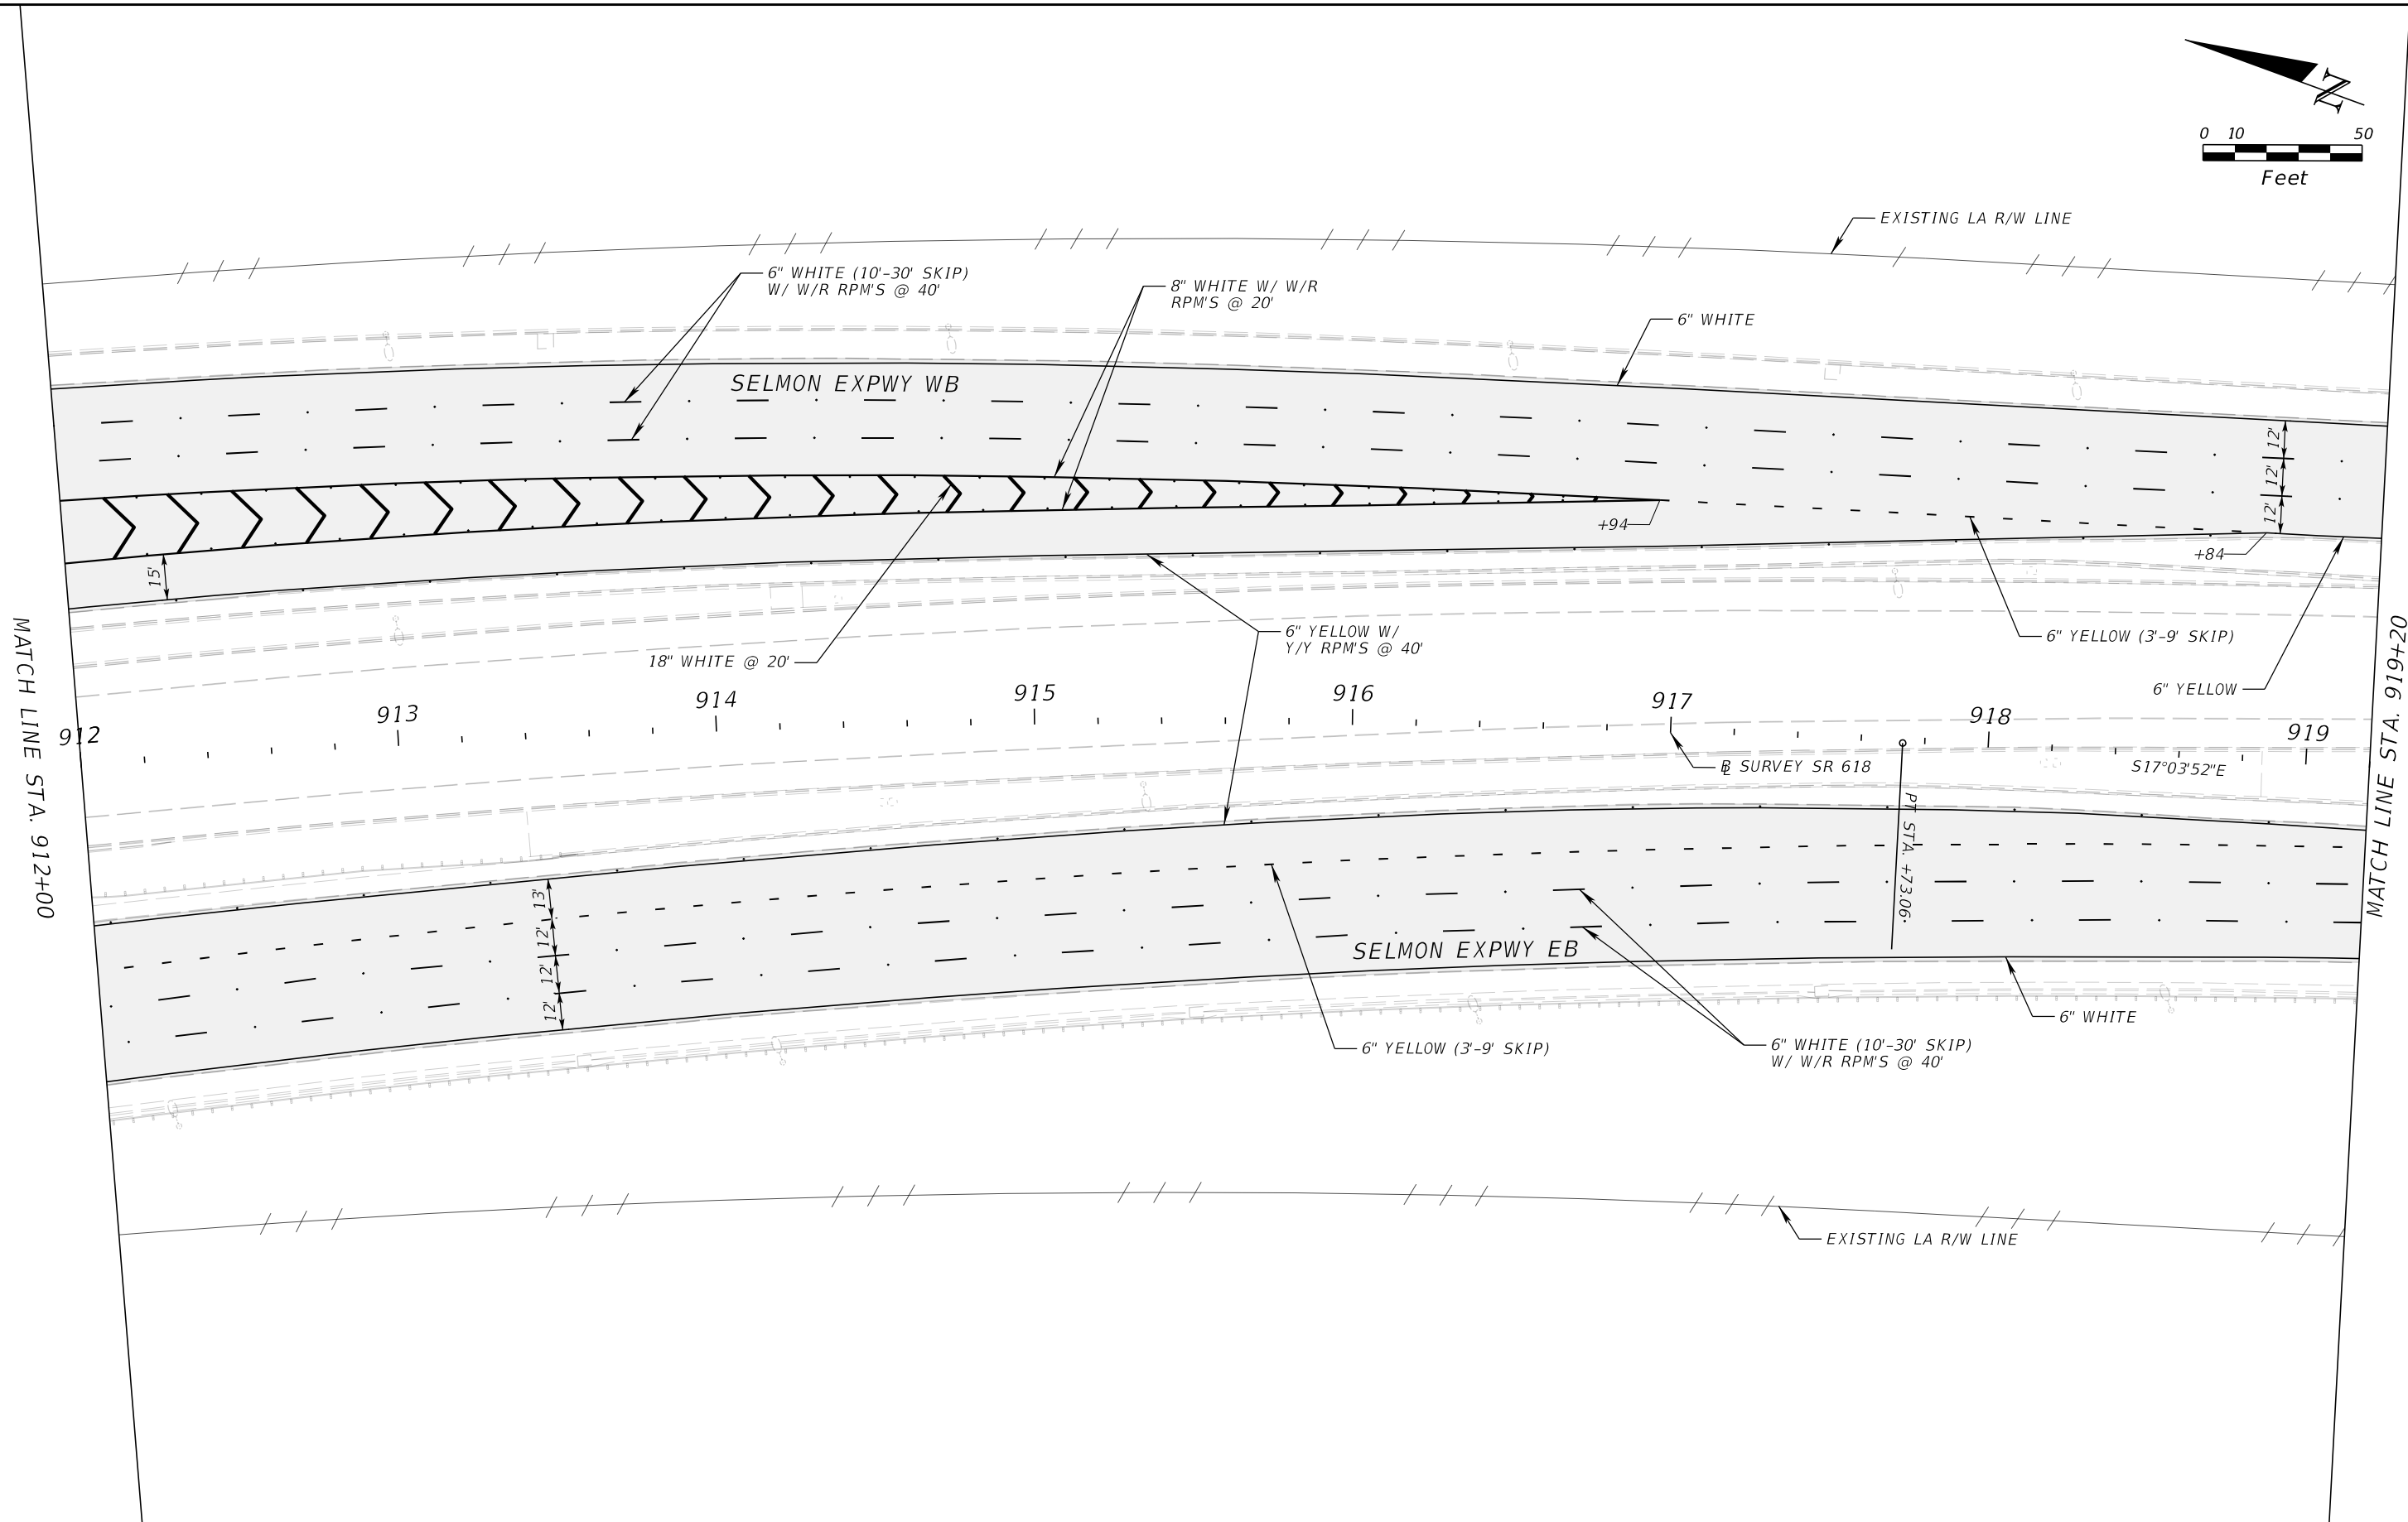 N
0 10 50
Feet
EXISTING LA R/W LINE
6" WHITE (10'-30' SKIP)
W/ W/R RPM'S @ 40'
8" WHITE W/ W/R
RPM'S @ 20'
6" WHITE
SELMON EXPWY WB
12'
12'
12'
+94
+84
15'
6" YELLOW W/
Y/Y RPM'S @ 40'
6" YELLOW (3'-9' SKIP)
18" WHITE @ 20'
6" YELLOW
MATCH LINE STA. 912+00
MATCH LINE STA. 919+20
912 913 914 915 916 917 918 919
BL SURVEY SR 618
S17°03'52"E
PT STA. +73.06
13'
12'
12'
12'
SELMON EXPWY EB
6" WHITE
6" YELLOW (3'-9' SKIP)
6" WHITE (10'-30' SKIP)
W/ W/R RPM'S @ 40'
EXISTING LA R/W LINE